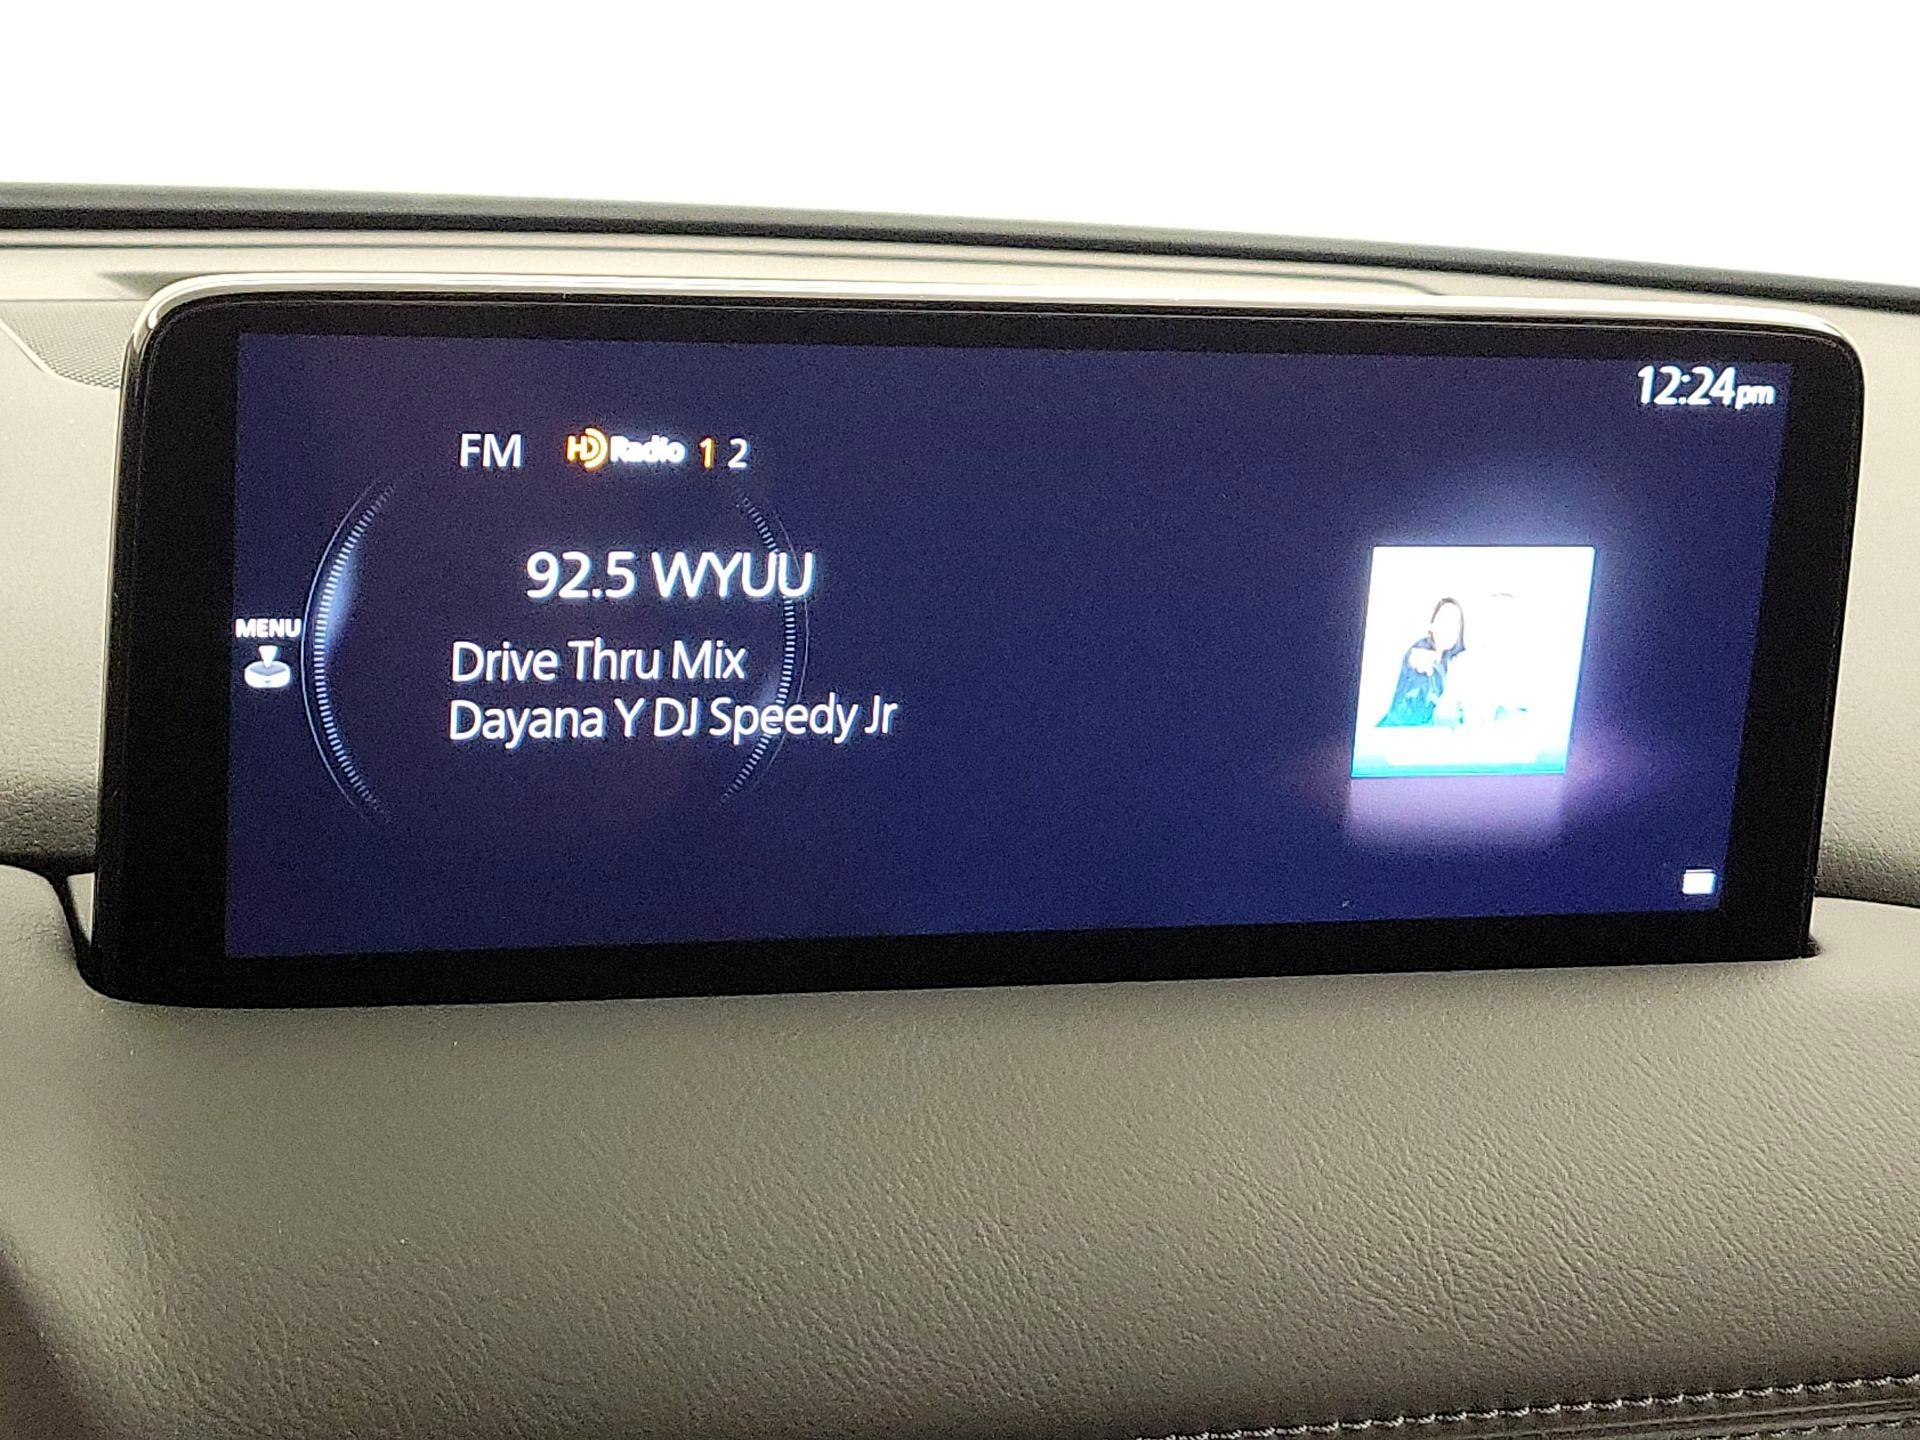 12:24pm
FM HD Radio 1 2
92.5 WYUU
MENU
Drive Thru Mix
Dayana Y DJ Speedy Jr